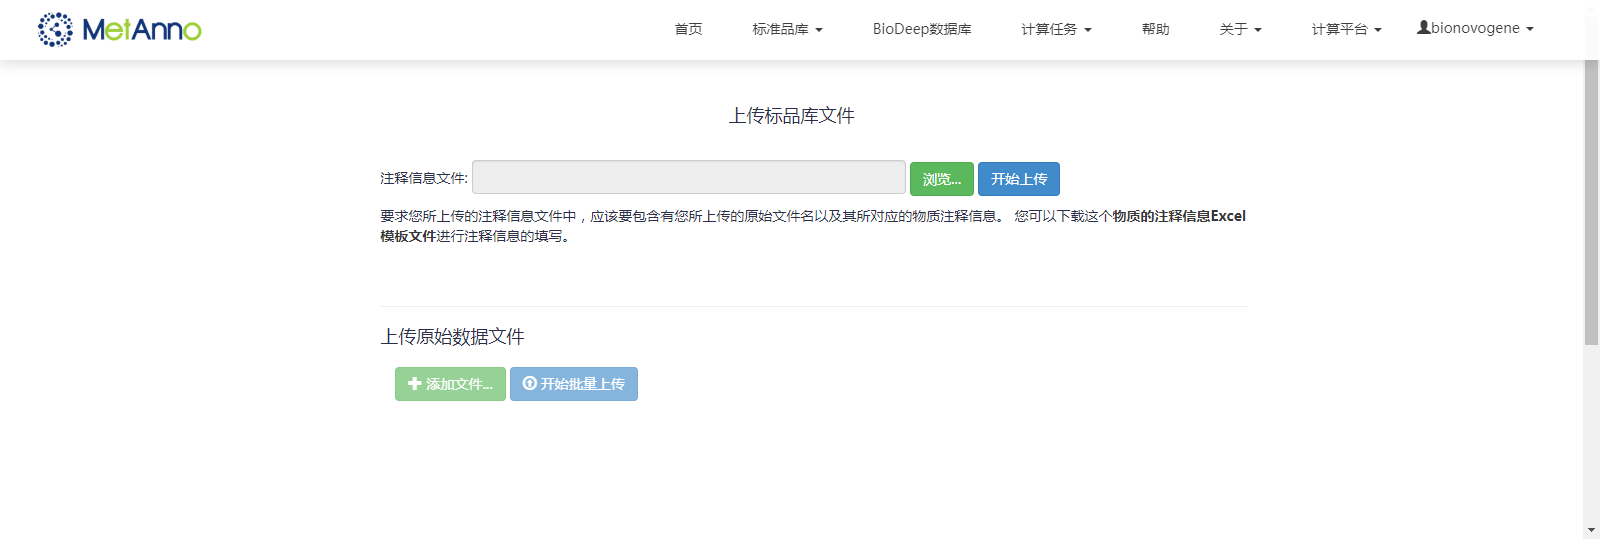 MetAnno 首页 标准品库 BioDeep数据库 计算任务 帮助 关于 计算平台 bionovogene
上传标品库文件
注释信息文件: 浏览... 开始上传
要求您所上传的注释信息文件中，应该要包含有您所上传的原始文件名以及其所对应的物质注释信息。 您可以下载这个物质的注释信息Excel
模板文件进行注释信息的填写。
上传原始数据文件
添加文件... 开始批量上传